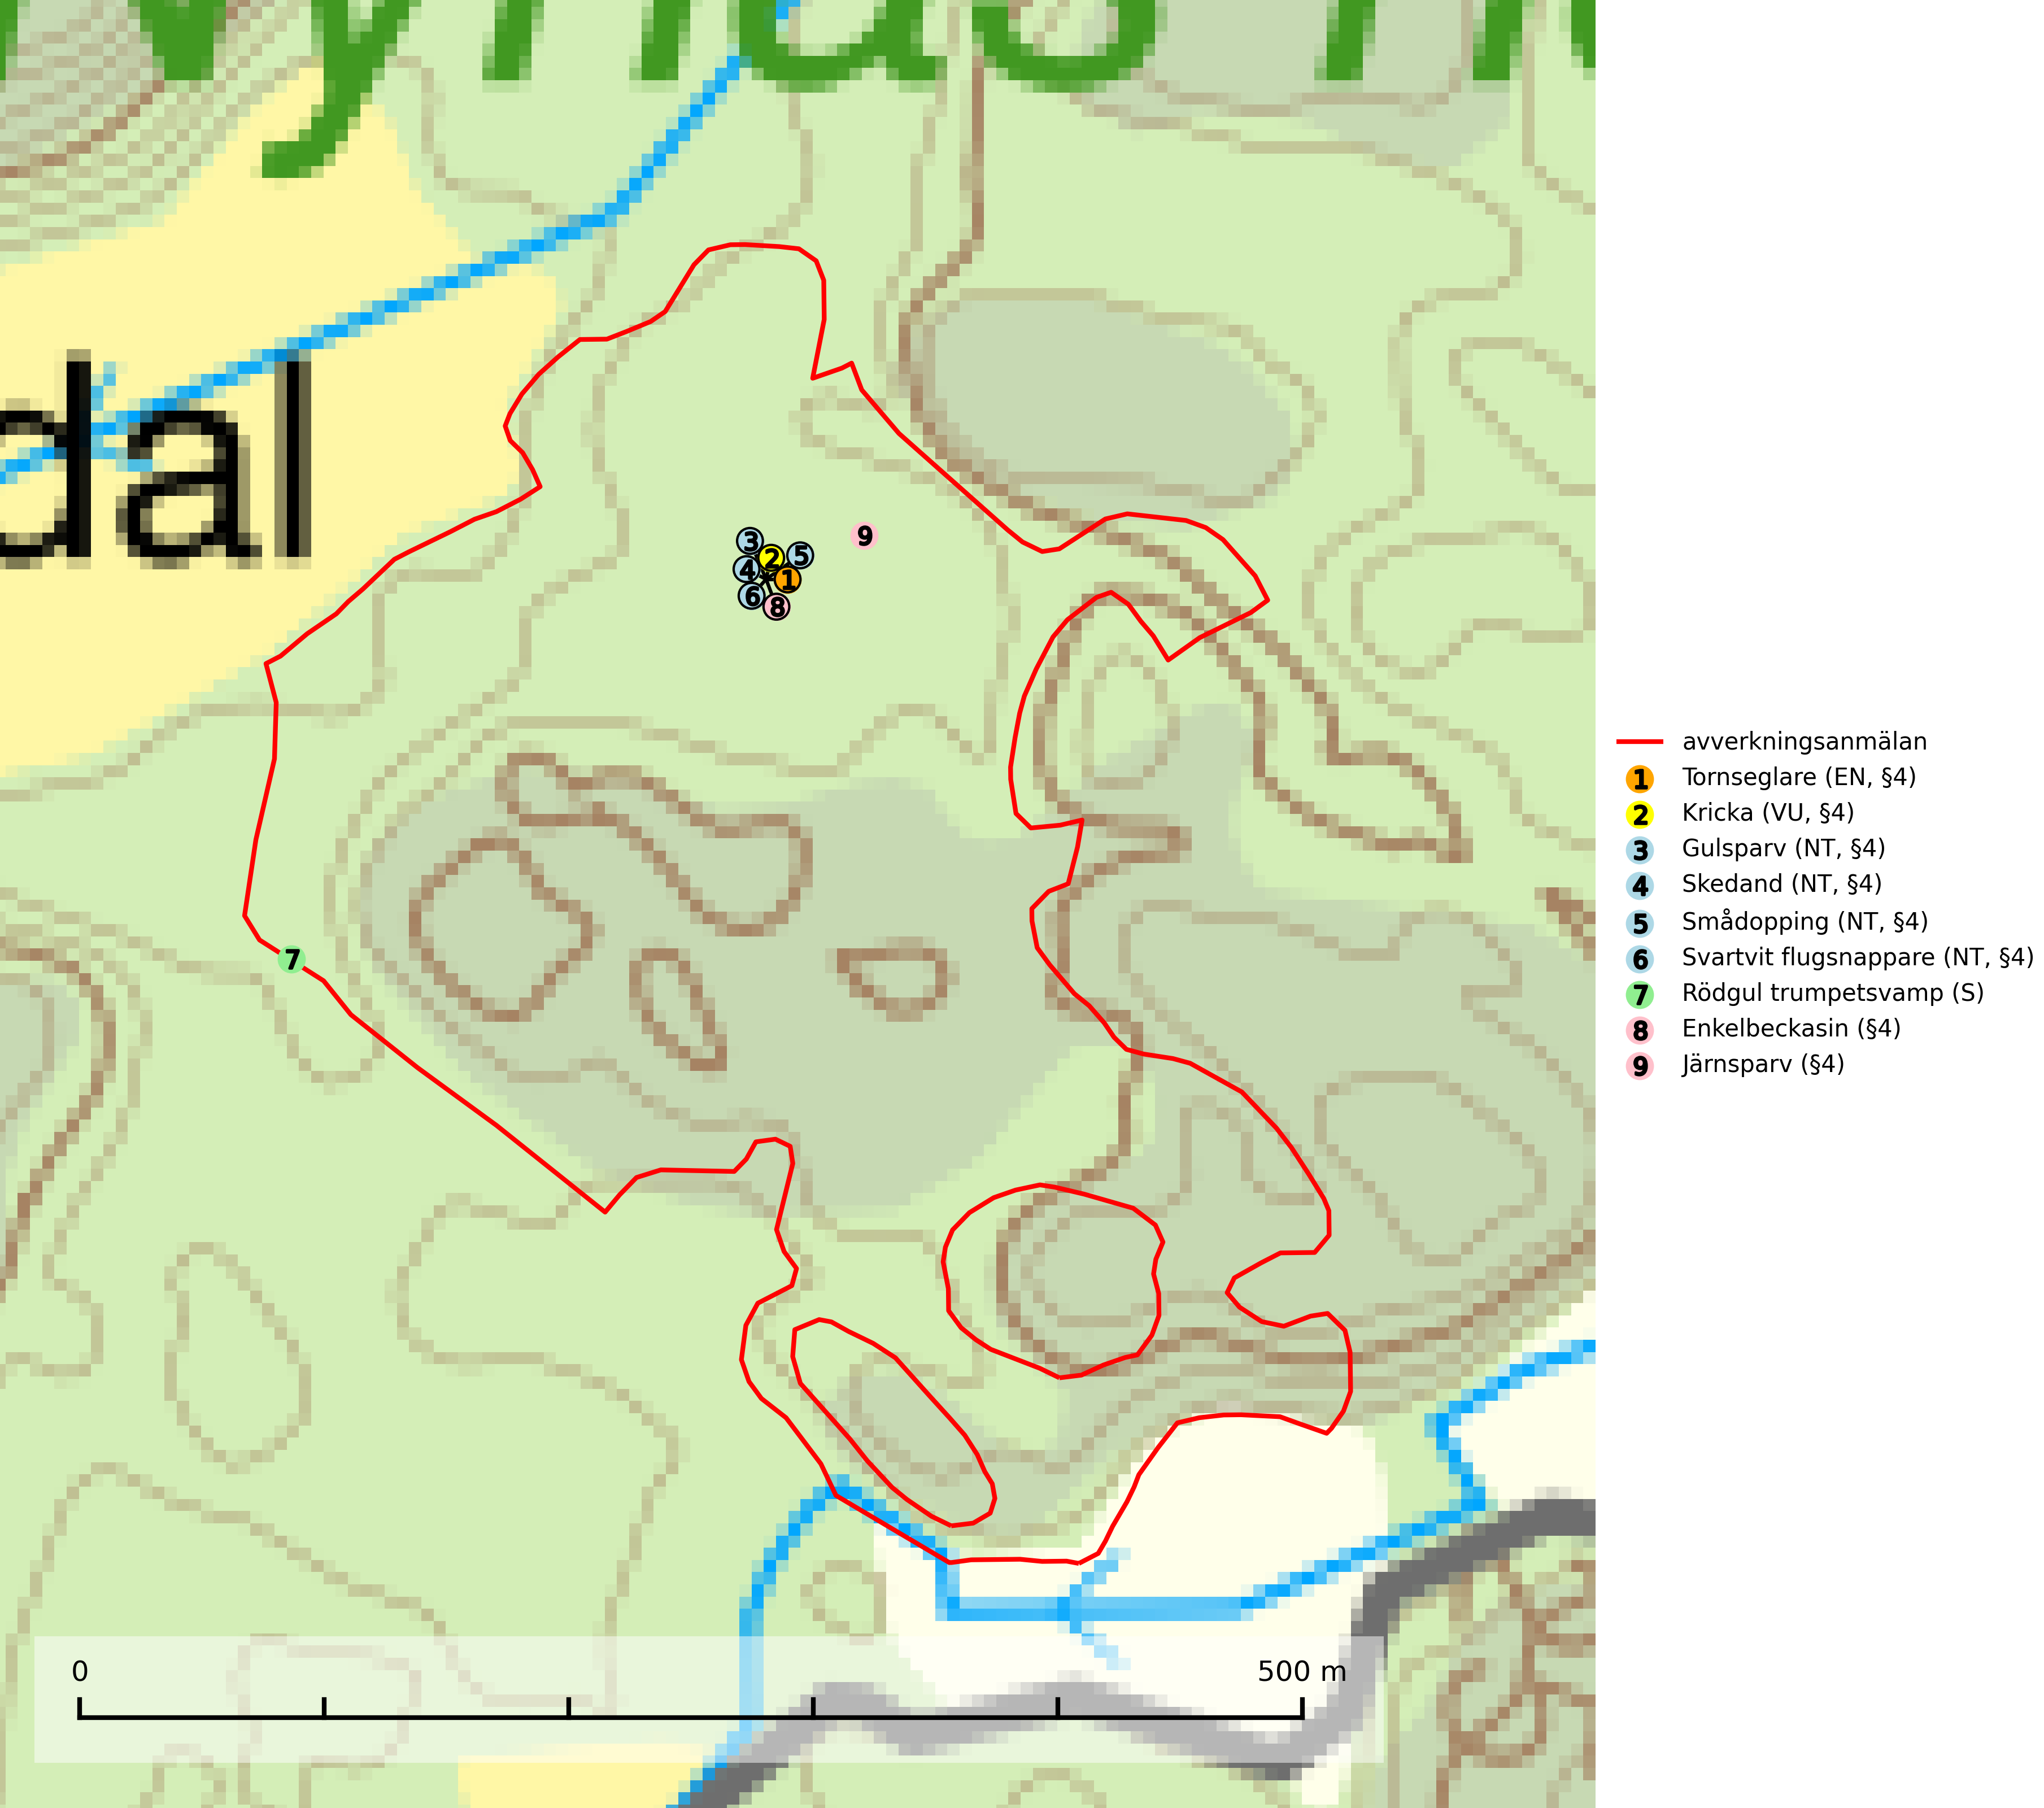 dal
3
2
5
9
4
1
6
8
7
avverkningsanmälan
1 Tornseglare (EN, §4)
2 Kricka (VU, §4)
3 Gulsparv (NT, §4)
4 Skedand (NT, §4)
5 Smådopping (NT, §4)
6 Svartvit flugsnappare (NT, §4)
7 Rödgul trumpetsvamp (S)
8 Enkelbeckasin (§4)
9 Järnsparv (§4)
0 500 m